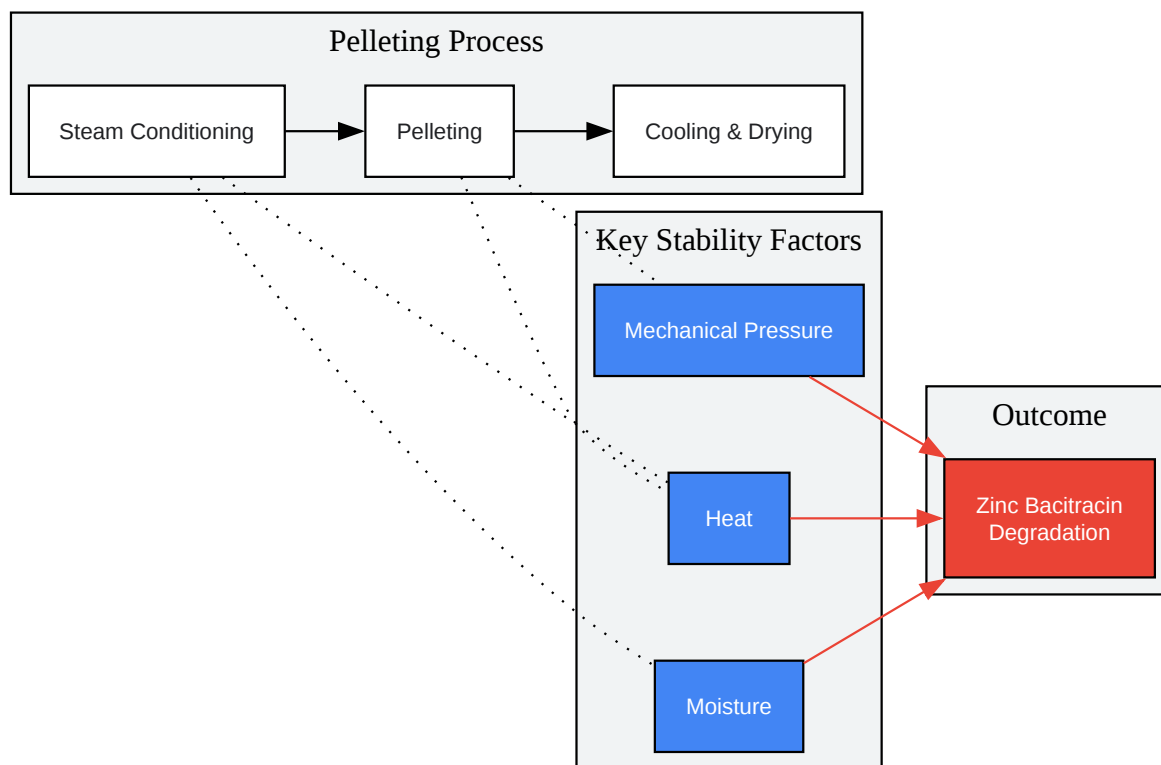 Pelleting Process
Steam Conditioning
Pelleting
Cooling & Drying
Key Stability Factors
Mechanical Pressure
Heat
Moisture
Outcome
Zinc Bacitracin
Degradation